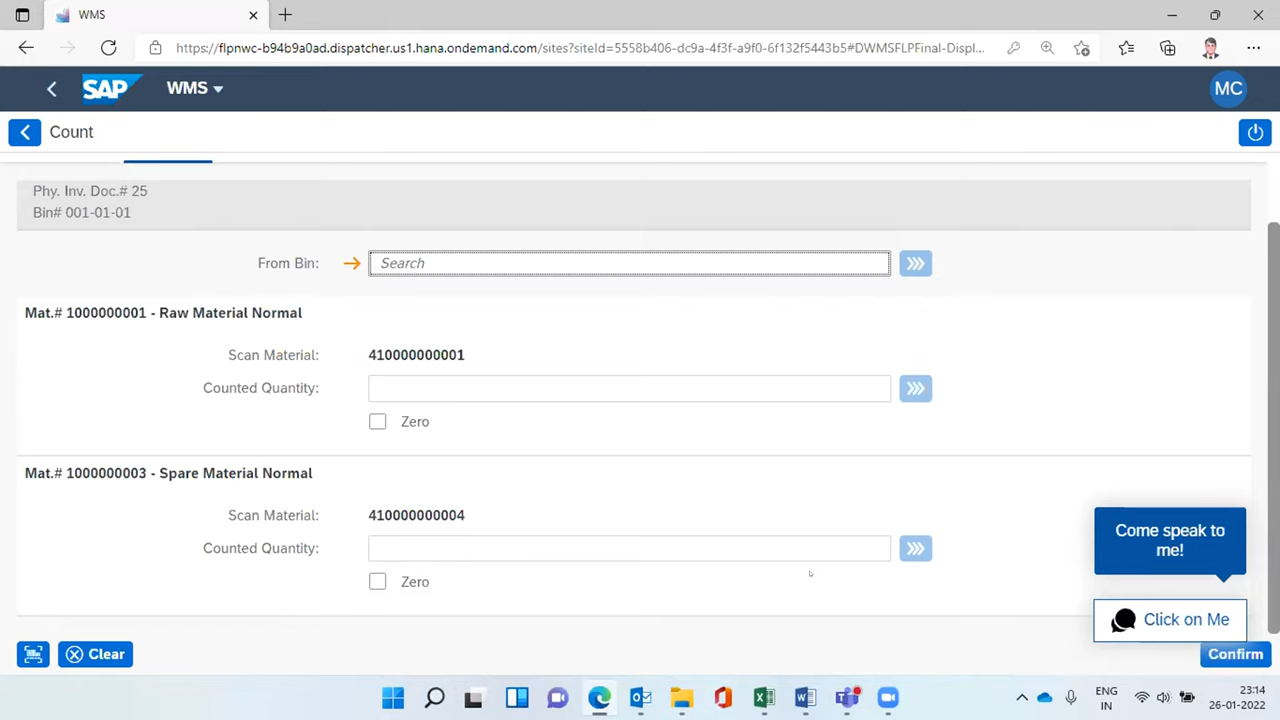 WMS
https://flpnwc-b94b9a0ad.dispatcher.us1.hana.ondemand.com/sites?siteId=5558b406-dc9a-4f3f-a9f0-6f132f5443b5#DWMSFLPFinal-Displ...
SAP
WMS
MC
Count
Phy. Inv. Doc.# 25
Bin# 001-01-01
From Bin:
Search
Mat.# 1000000001 - Raw Material Normal
Scan Material: 410000000001
Counted Quantity:
Zero
Mat.# 1000000003 - Spare Material Normal
Scan Material: 410000000004
Counted Quantity:
Zero
Come speak to
me!
Click on Me
Clear
Confirm
ENG
IN
23:14
26-01-2022